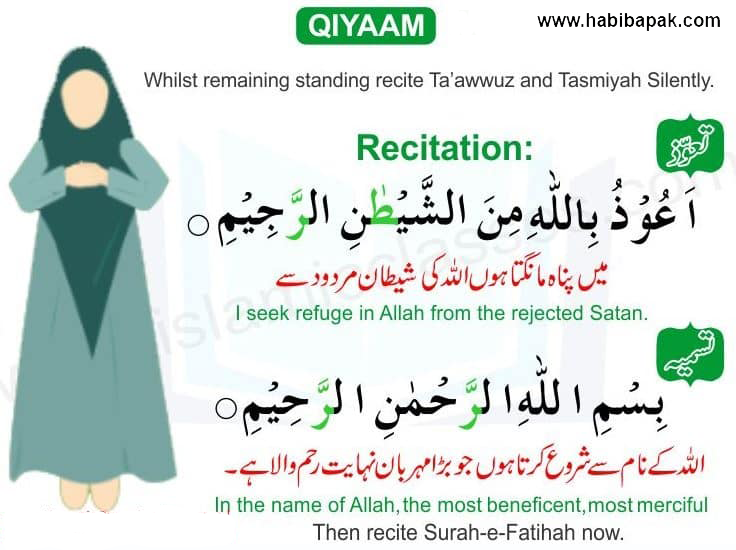 QIYAAM
www.habibapak.com
Whilst remaining standing recite Ta'awwuz and Tasmiyah Silently.
تعوّذ
Recitation:
اَعُوْذُ بِاللهِ مِنَ الشَّيْطٰنِ الرَّجِيْمِ
میں پناہ مانگتا ہوں اللہ کی شیطان مردود سے
I seek refuge in Allah from the rejected Satan.
تسمیہ
بِسْمِ اللهِ الرَّحْمٰنِ الرَّحِيْمِ
اللہ کے نام سے شروع کرتا ہوں جو بڑا مہربان نہایت رحم والا ہے۔
In the name of Allah, the most beneficent, most merciful
Then recite Surah-e-Fatihah now.